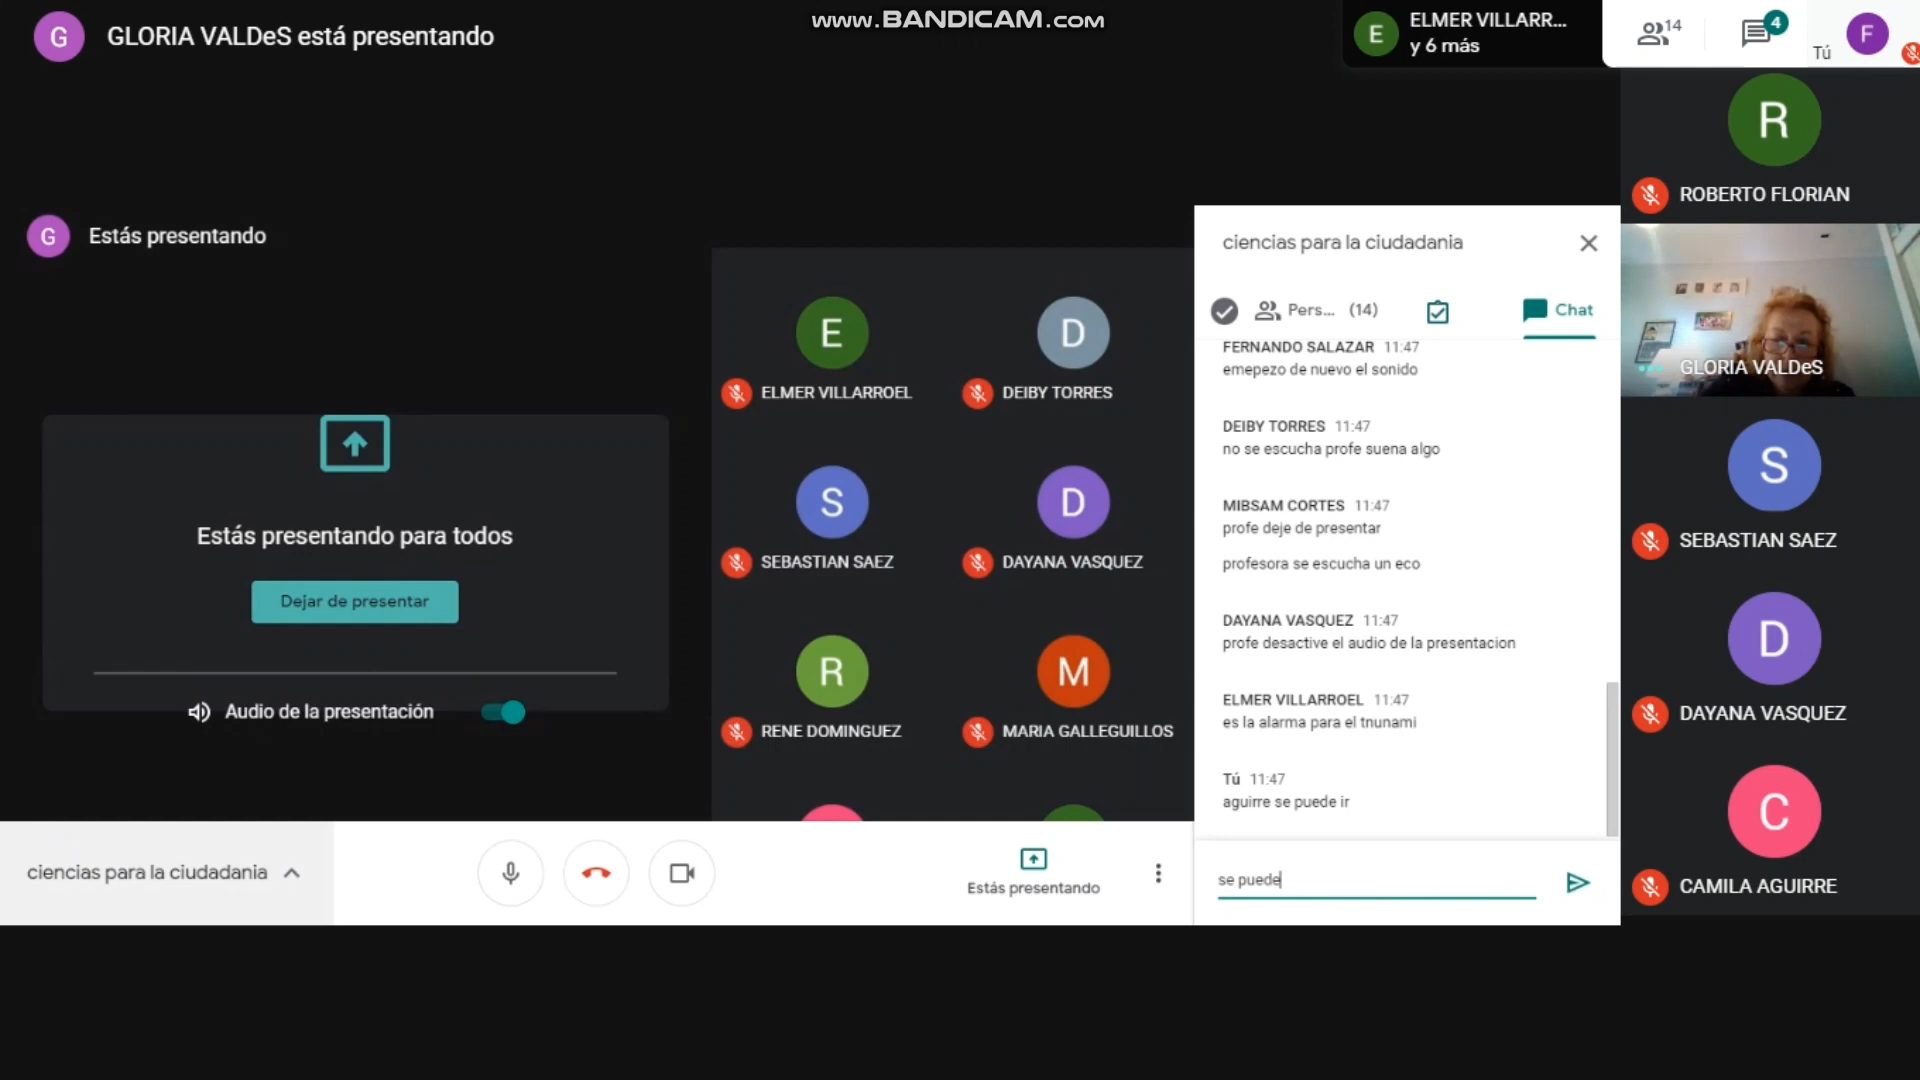 G GLORIA VALDeS está presentando
www.BANDICAM.com
E ELMER VILLARR...
y 6 más
14
4
Tú
F
G Estás presentando
Estás presentando para todos
Dejar de presentar
Audio de la presentación
E
ELMER VILLARROEL
D
DEIBY TORRES
S
SEBASTIAN SAEZ
D
DAYANA VASQUEZ
R
RENE DOMINGUEZ
M
MARIA GALLEGUILLOS
ciencias para la ciudadania
Pers... (14)
Chat
FERNANDO SALAZAR 11:47
emepezo de nuevo el sonido
DEIBY TORRES 11:47
no se escucha profe suena algo
MIBSAM CORTES 11:47
profe deje de presentar
profesora se escucha un eco
DAYANA VASQUEZ 11:47
profe desactive el audio de la presentacion
ELMER VILLARROEL 11:47
es la alarma para el tnunami
Tú 11:47
aguirre se puede ir
se puede
ciencias para la ciudadania
Estás presentando
R
ROBERTO FLORIAN
GLORIA VALDeS
S
SEBASTIAN SAEZ
D
DAYANA VASQUEZ
C
CAMILA AGUIRRE